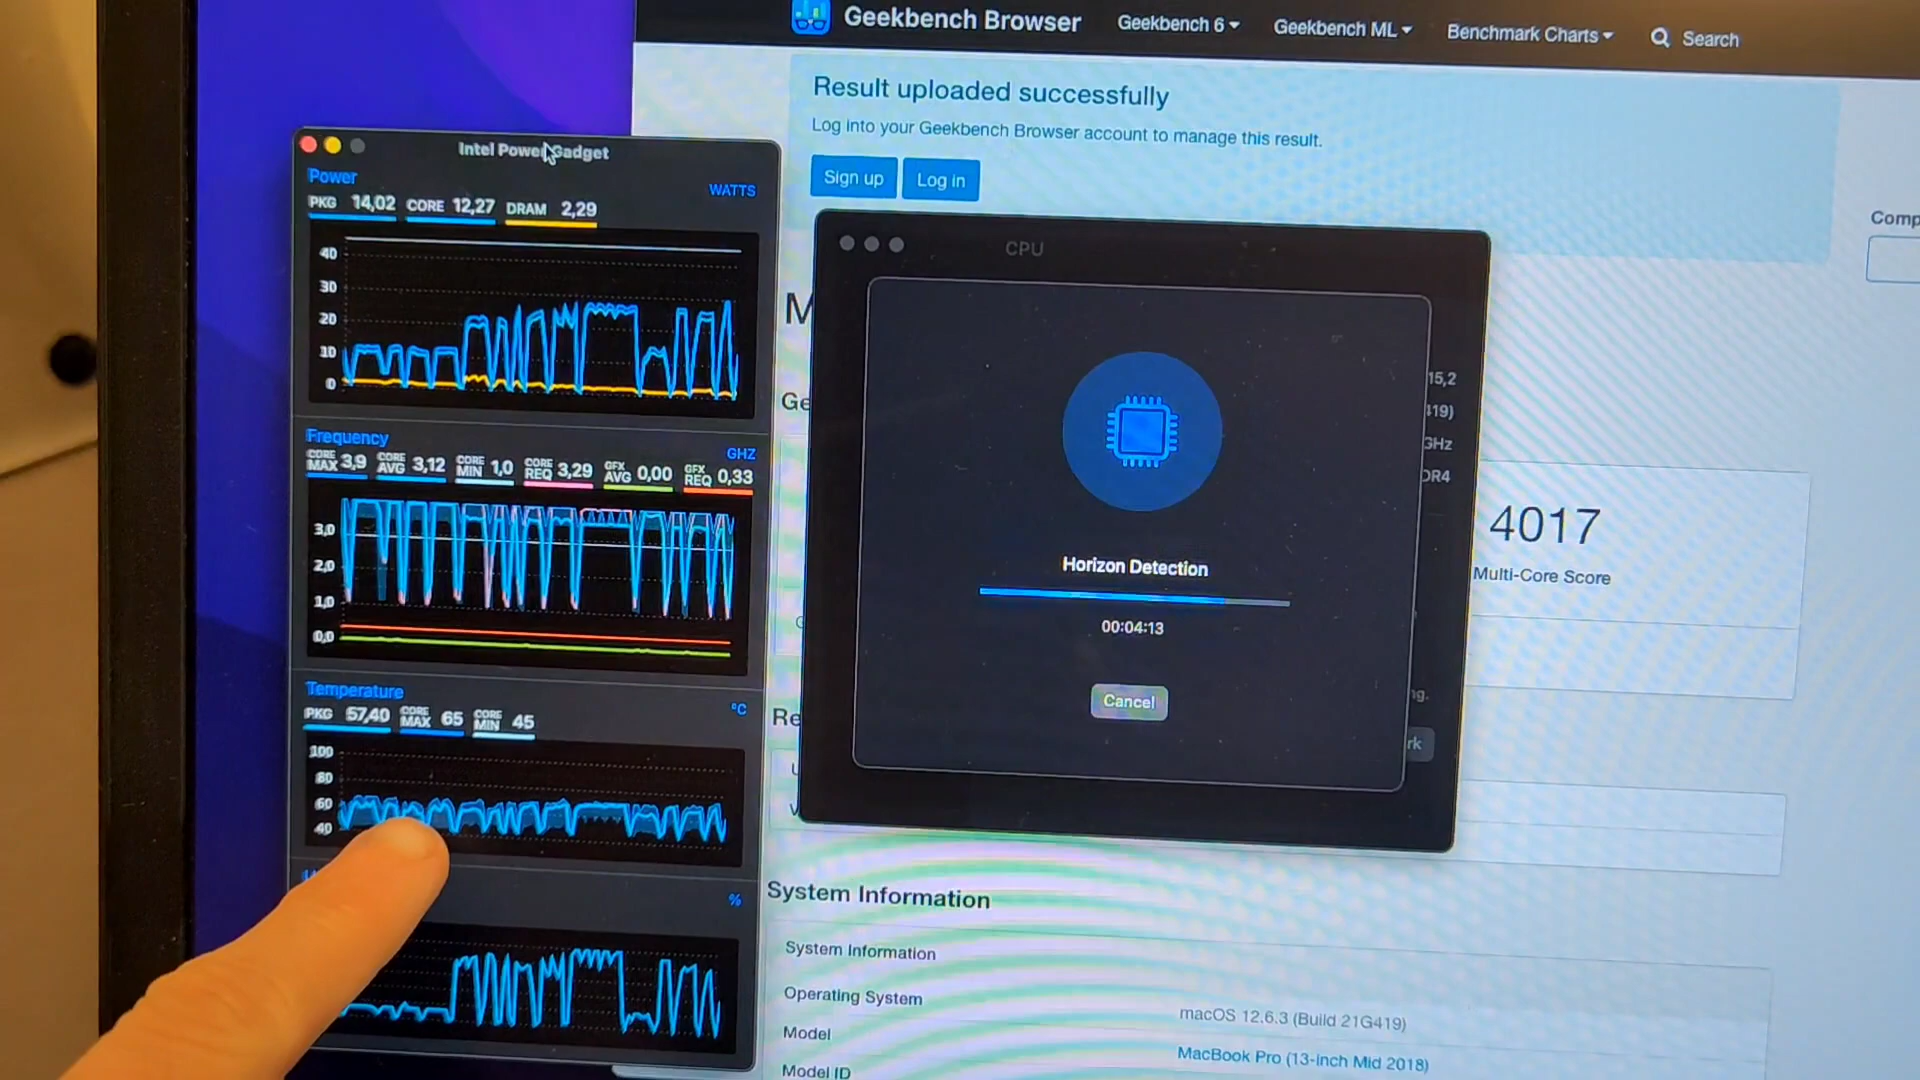 Geekbench Browser
Geekbench 6
Geekbench ML
Benchmark Charts
Search
Result uploaded successfully
Log into your Geekbench Browser account to manage this result.
Sign up
Log in
Comp
Intel Power Gadget
Power
WATTS
PKG 14,02 CORE 12,27 DRAM 2,29
40
30
20
10
0
Frequency
GHZ
CORE MAX 3,9 CORE AVG 3,12 CORE MIN 1,0 CORE REQ 3,29 GFX AVG 0,00 GFX REQ 0,33
3,0
2,0
1,0
0,0
Temperature
°C
PKG 57,40 CORE MAX 65 CORE MIN 45
100
80
60
40
%
CPU
Horizon Detection
00:04:13
Cancel
M
Ge
Re
15,2
419)
GHz
DR4
ng.
rk
4017
Multi-Core Score
System Information
System Information
Operating System
macOS 12.6.3 (Build 21G419)
Model
MacBook Pro (13-inch Mid 2018)
Model ID